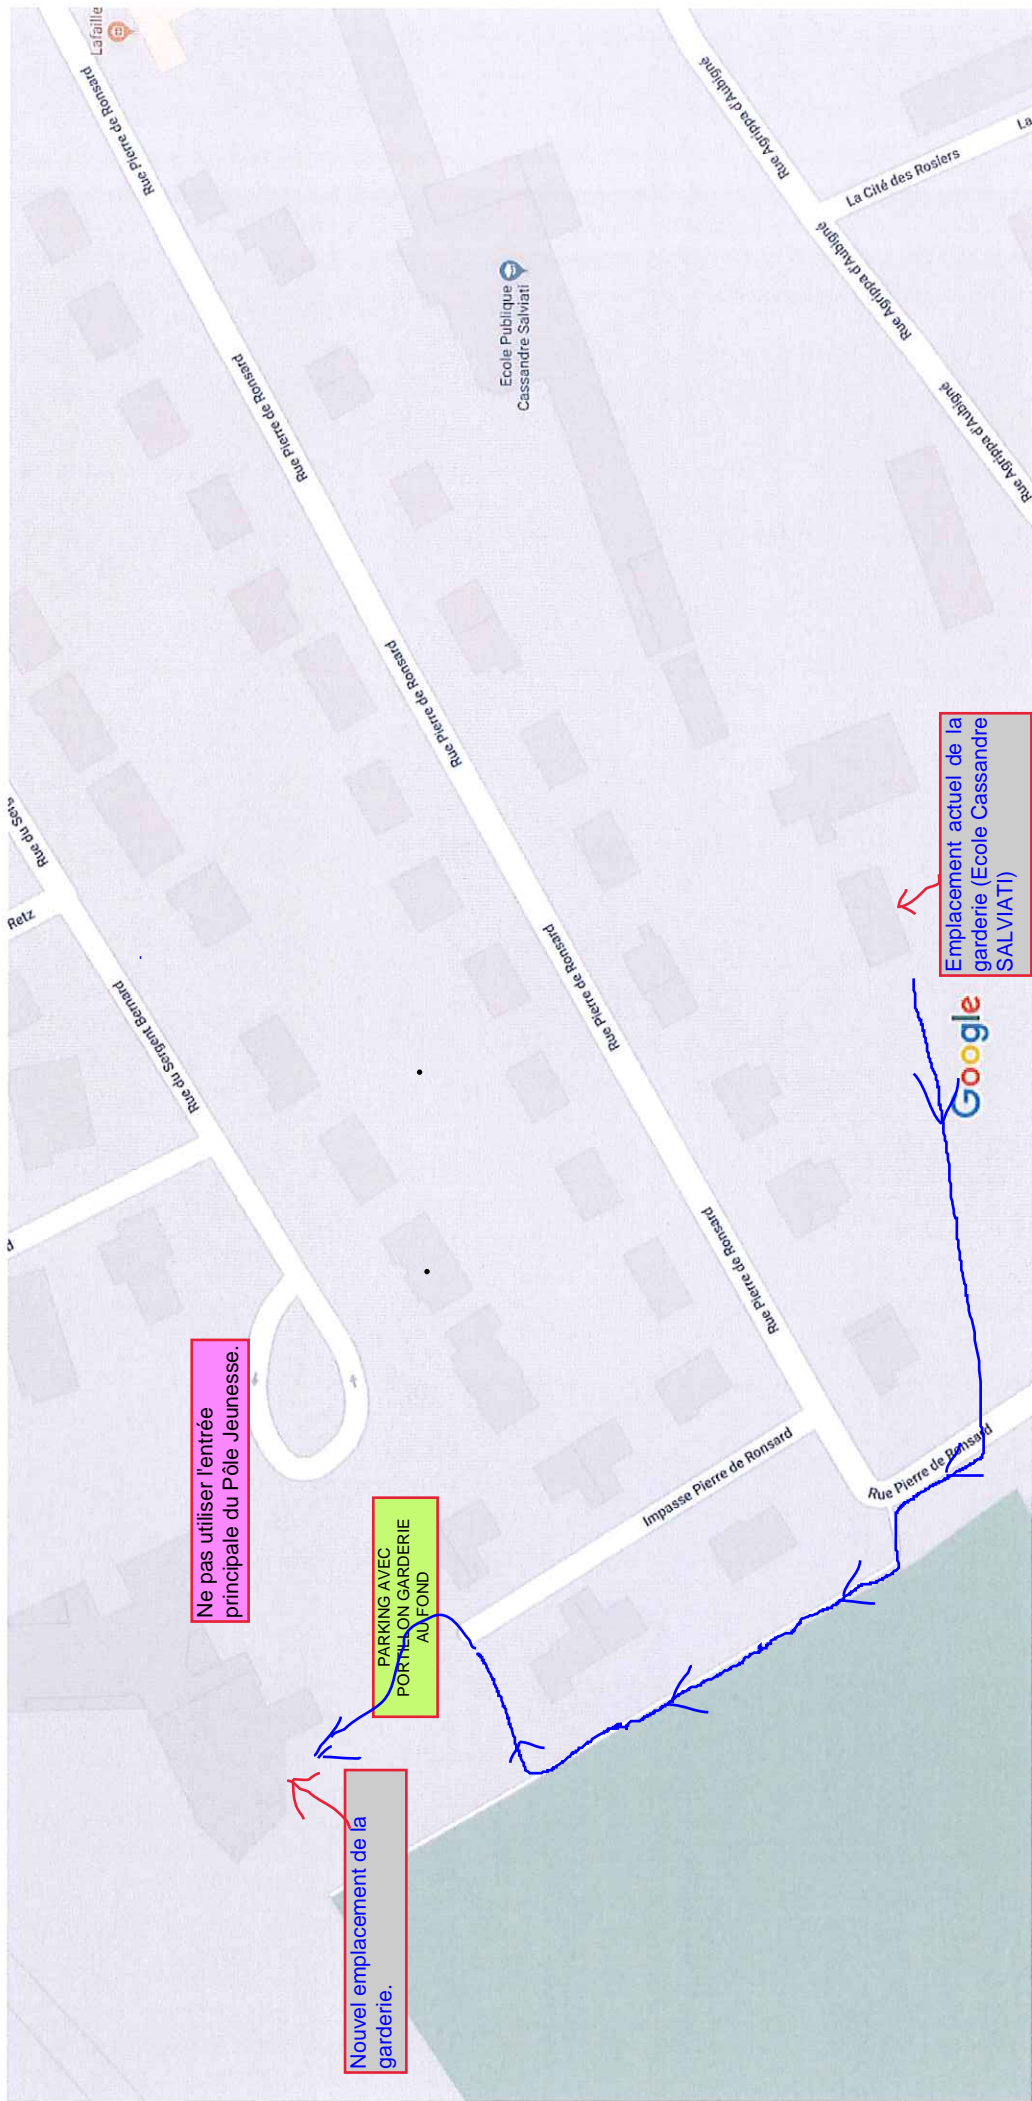 Retz
Rue du Ser
Lafaille
Rue du Sergent Bernard
Rue Pierre de Ronsard
Ne pas utiliser l'entrée
principale du Pôle Jeunesse.
Rue Pierre de Ronsard
Nouvel emplacement de la
garderie.
PARKING AVEC
PORTILLON GARDERIE
AU FOND
Rue Pierre de Ronsard
Ecole Publique
Cassandre Salviati
Rue Pierre de Ronsard
Impasse Pierre de Ronsard
Rue Pierre de Ronsard
Rue Agrippa d'Aubigné
Rue Agrippa d'Aubigné
La Cité des Rosiers
Rue Pierre de Ronsard
Rue Agrippa d'Aubigné
Emplacement actuel de la
garderie (Ecole Cassandre
SALVIATI)
Google
La